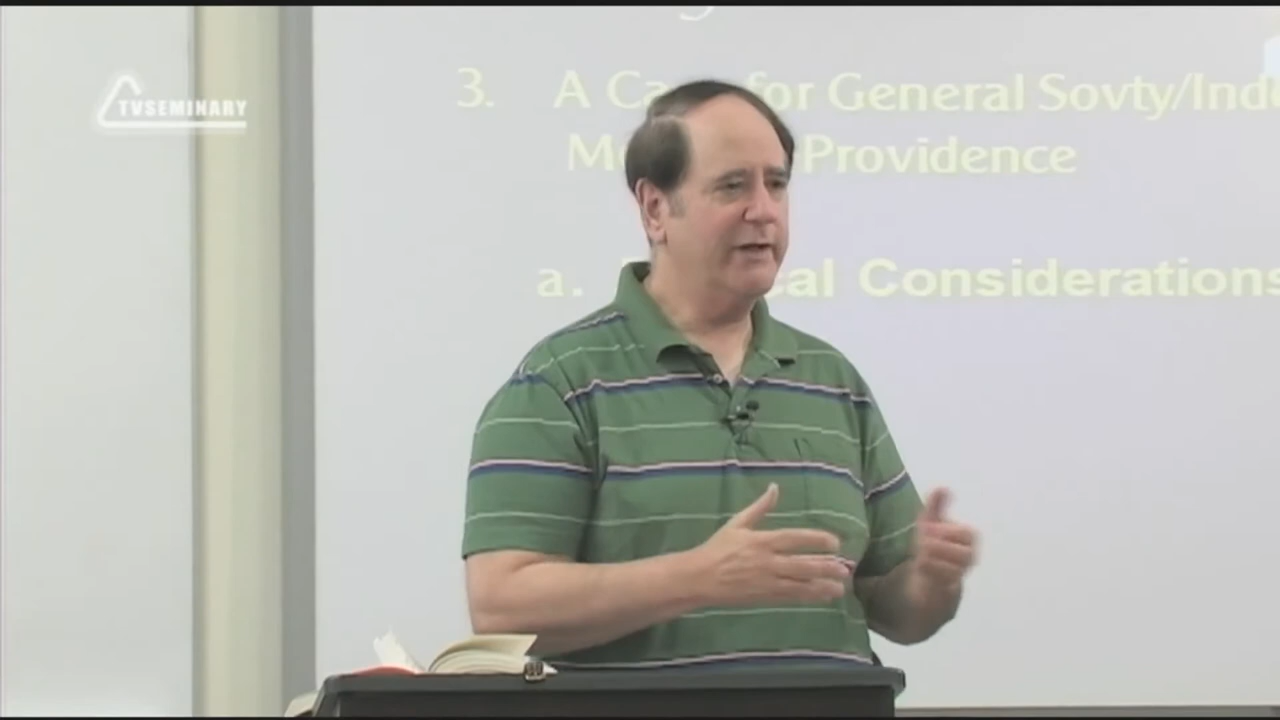 TVSEMINARY
3. A Ca for General Sovty/Ind
M Providence
a. al Considerations